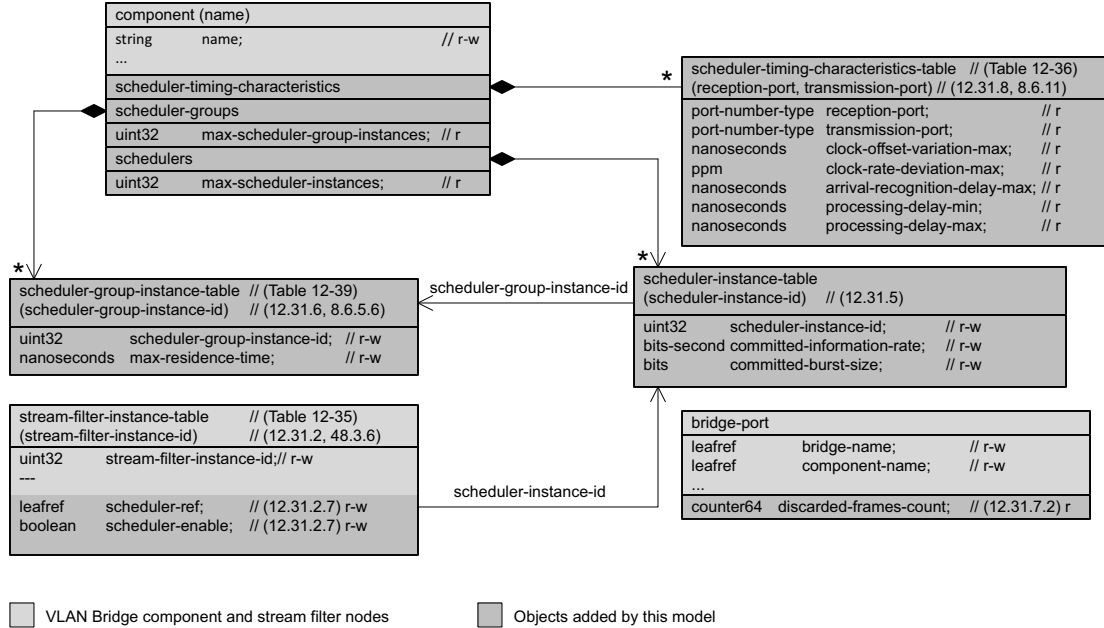 component (name)
string name; // r-w
...
scheduler-timing-characteristics
scheduler-groups
uint32 max-scheduler-group-instances; // r
schedulers
uint32 max-scheduler-instances; // r
*
scheduler-timing-characteristics-table // (Table 12-36)
(reception-port, transmission-port) // (12.31.8, 8.6.11)
port-number-type reception-port; // r
port-number-type transmission-port; // r
nanoseconds clock-offset-variation-max; // r
ppm clock-rate-deviation-max; // r
nanoseconds arrival-recognition-delay-max; // r
nanoseconds processing-delay-min; // r
nanoseconds processing-delay-max; // r
*
scheduler-group-instance-table // (Table 12-39)
(scheduler-group-instance-id) // (12.31.6, 8.6.5.6)
uint32 scheduler-group-instance-id; // r-w
nanoseconds max-residence-time; // r-w
scheduler-group-instance-id
*
scheduler-instance-table
(scheduler-instance-id) // (12.31.5)
uint32 scheduler-instance-id; // r-w
bits-second committed-information-rate; // r-w
bits committed-burst-size; // r-w
stream-filter-instance-table // (Table 12-35)
(stream-filter-instance-id) // (12.31.2, 48.3.6)
uint32 stream-filter-instance-id;// r-w
---
leafref scheduler-ref; // (12.31.2.7) r-w
boolean scheduler-enable; // (12.31.2.7) r-w
scheduler-instance-id
bridge-port
leafref bridge-name; // r-w
leafref component-name; // r-w
...
counter64 discarded-frames-count; // (12.31.7.2) r
VLAN Bridge component and stream filter nodes
Objects added by this model